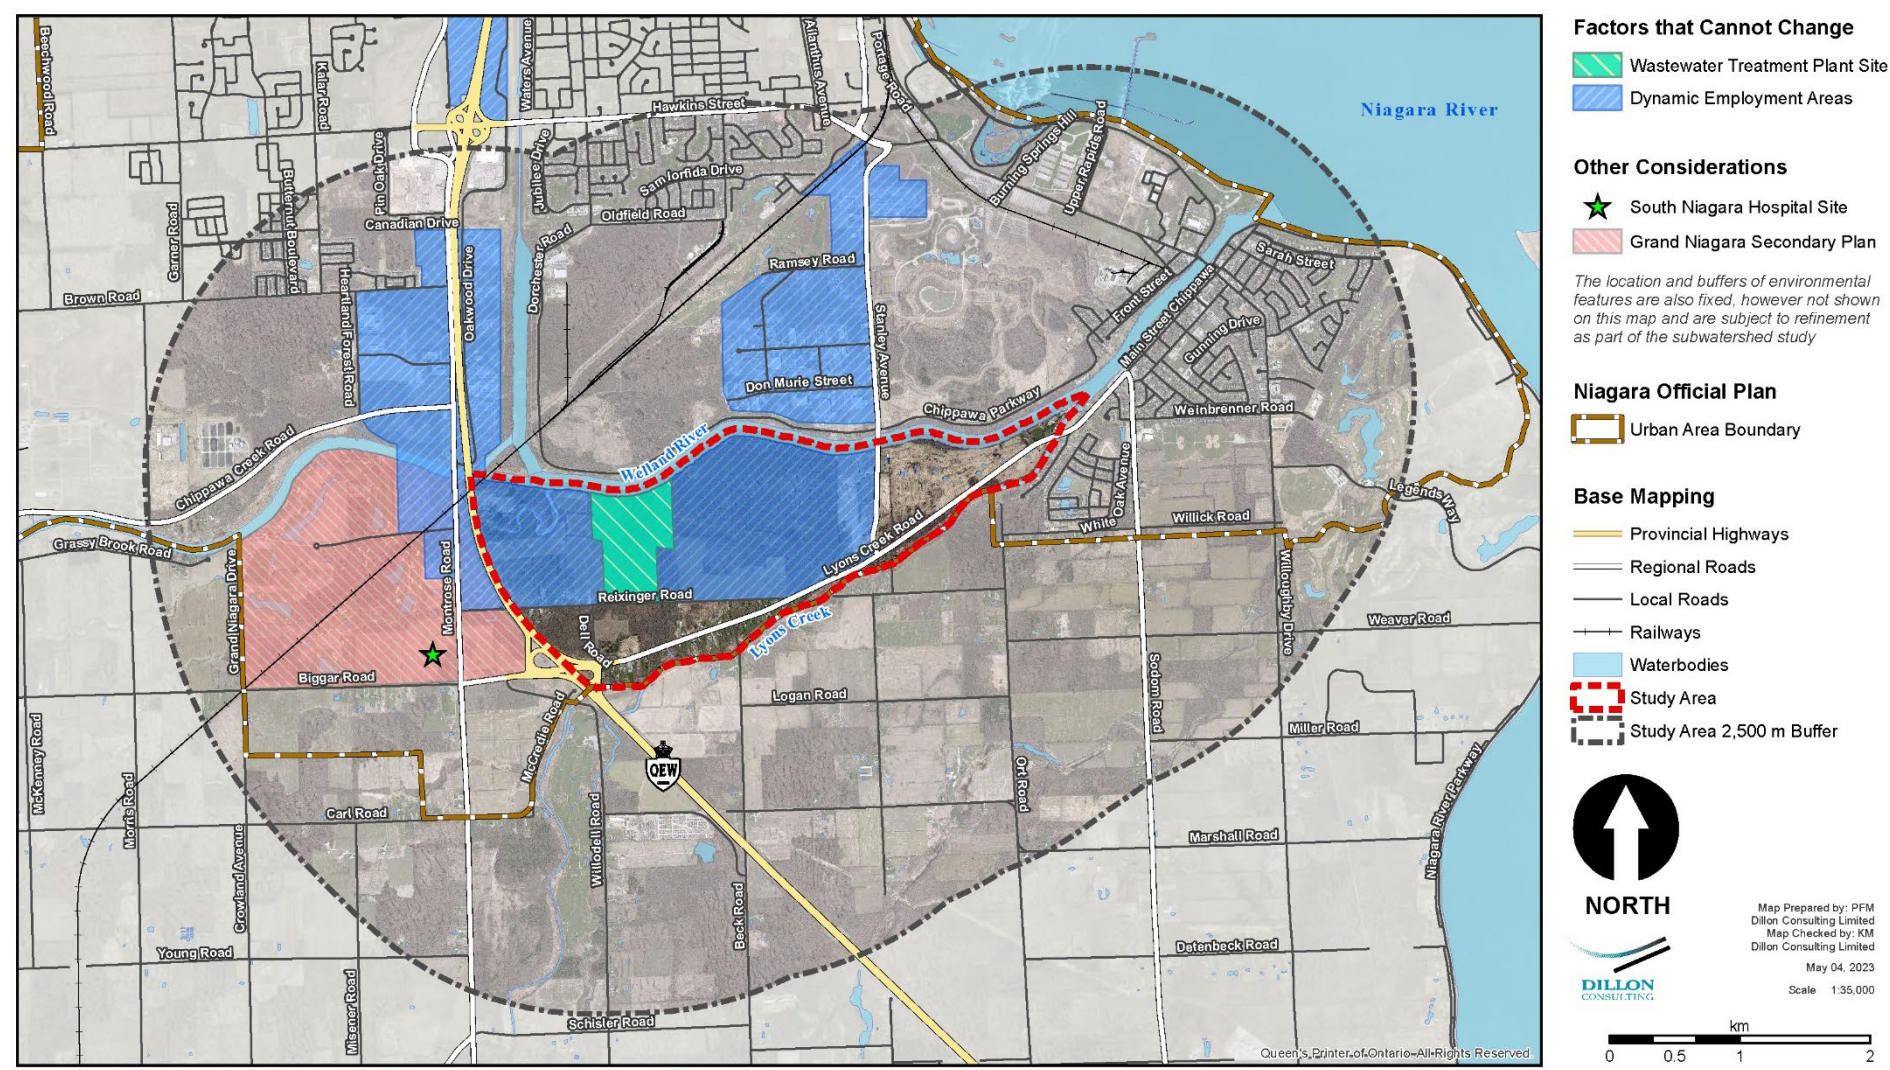 Beechwood Road
Kalar Road
Waters Avenue
Ailanthus Avenue
Portage Road
Hawkins Street
Niagara River
Burning Springs Hill
Upper Rapids Road
Pin Oak Drive
Jubilee Drive
Sam Iorfida Drive
Butternut Boulevard
Garner Road
Canadian Drive
Oldfield Road
Dorchester Road
Oakwood Drive
Ramsey Road
Sarah Street
Front Street
Main Street Chippawa
Gunning Drive
Brown Road
Heartland Forest Road
Stanley Avenue
Don Murie Street
Chippawa Parkway
Weinbrenner Road
Chippawa Creek Road
Welland River
Oak Avenue
White
Willick Road
Legends Way
Grassy Brook Road
Grand Niagara Drive
Montrose Road
Lyons Creek Road
Reixinger Road
Dell Road
Lyons Creek
Willoughby Drive
Weaver Road
Biggar Road
Logan Road
Sodom Road
McCredie Road
Miller Road
McKenney Road
Morris Road
QEW
Ort Road
Niagara River Parkway
Carl Road
Crowland Avenue
Willodell Road
Marshall Road
Beck Road
Young Road
Detenbeck Road
Misener Road
Schisler Road
Queen's Printer of Ontario-All Rights Reserved.
Factors that Cannot Change
Wastewater Treatment Plant Site
Dynamic Employment Areas
Other Considerations
South Niagara Hospital Site
Grand Niagara Secondary Plan
The location and buffers of environmental
features are also fixed, however not shown
on this map and are subject to refinement
as part of the subwatershed study
Niagara Official Plan
Urban Area Boundary
Base Mapping
Provincial Highways
Regional Roads
Local Roads
Railways
Waterbodies
Study Area
Study Area 2,500 m Buffer
NORTH
Map Prepared by: PFM
Dillon Consulting Limited
Map Checked by: KM
Dillon Consulting Limited
May 04, 2023
Scale 1:35,000
DILLON
CONSULTING
km
0 0.5 1 2